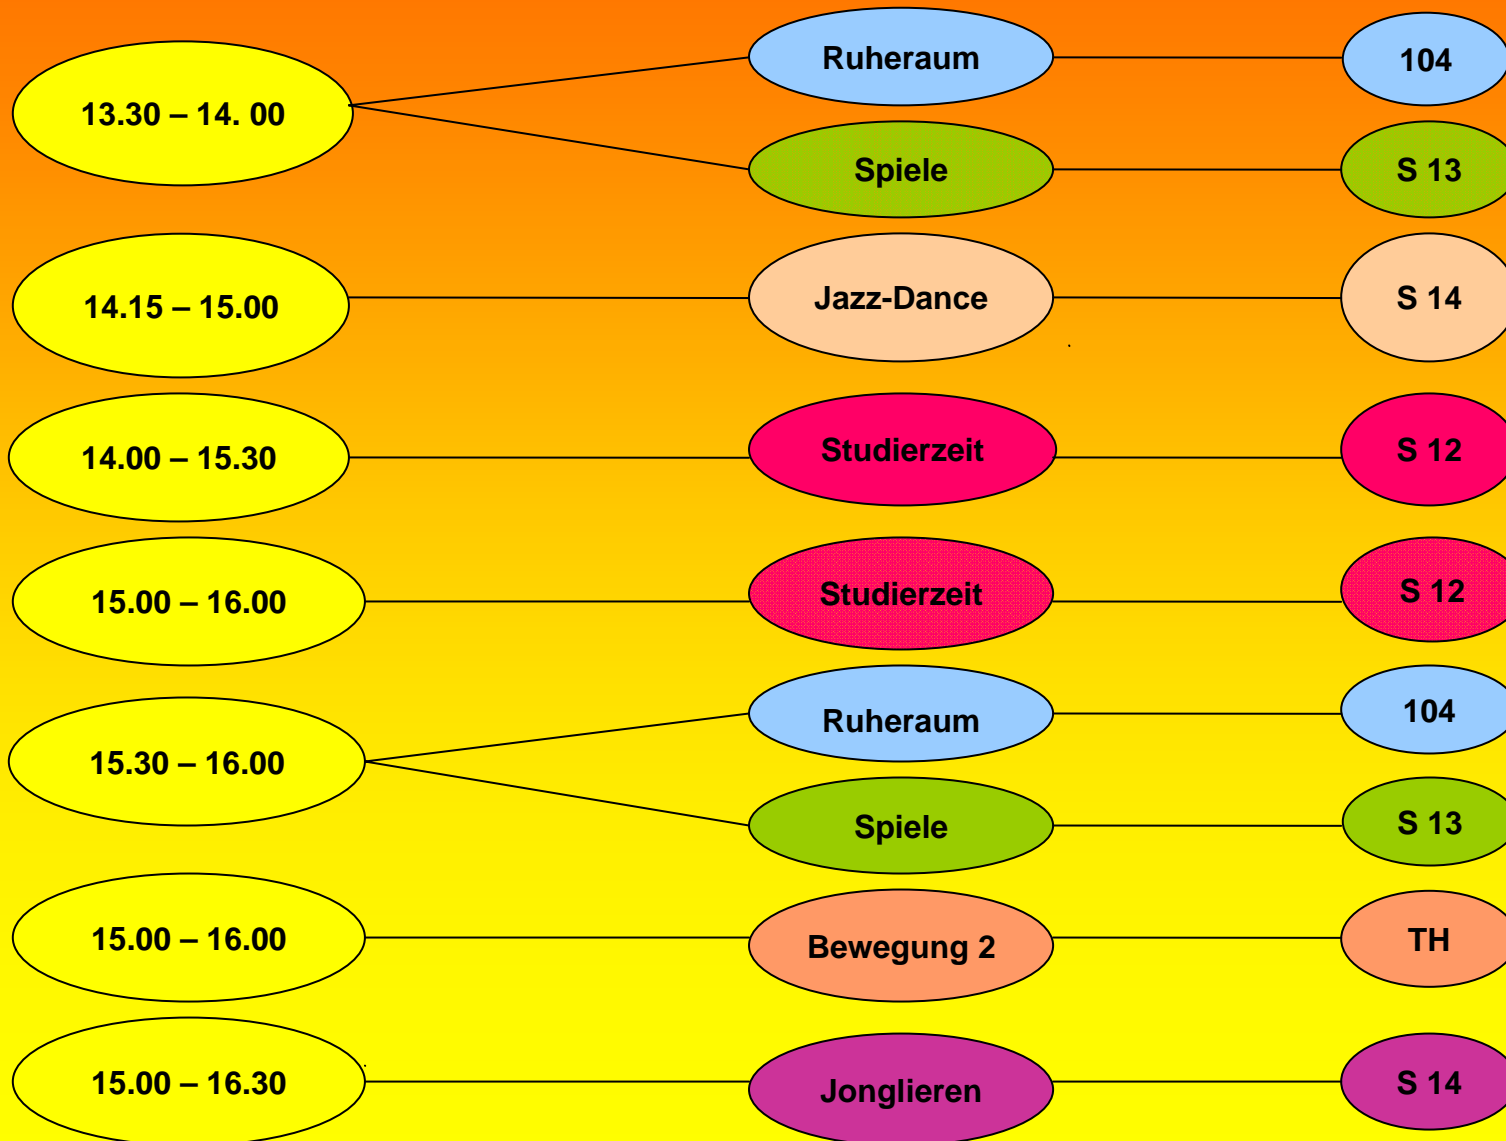 13.30 – 14. 00
Ruheraum
104
Spiele
S 13
14.15 – 15.00
Jazz-Dance
S 14
14.00 – 15.30
Studierzeit
S 12
15.00 – 16.00
Studierzeit
S 12
15.30 – 16.00
Ruheraum
104
Spiele
S 13
15.00 – 16.00
Bewegung 2
TH
15.00 – 16.30
Jonglieren
S 14